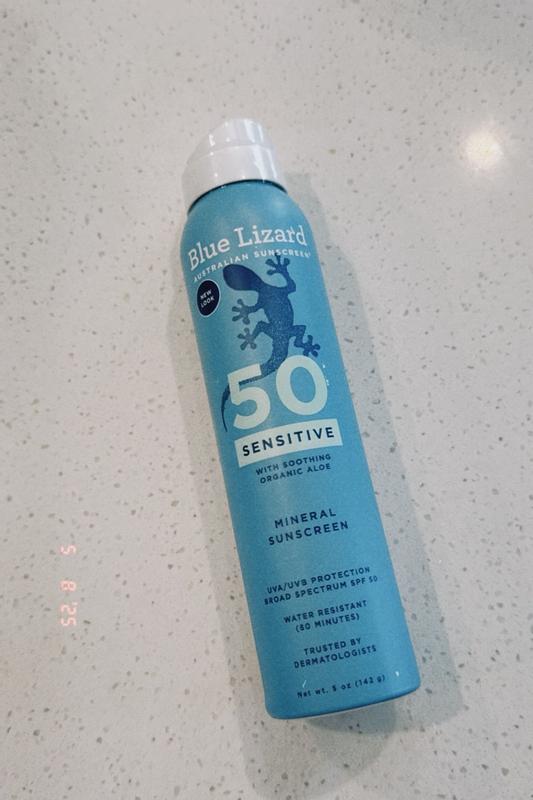 Blue Lizard
AUSTRALIAN SUNSCREEN
NEW
LOOK
50
SENSITIVE
WITH SOOTHING
ORGANIC ALOE
MINERAL
SUNSCREEN
UVA/UVB PROTECTION
BROAD SPECTRUM SPF 50
WATER RESISTANT
(80 MINUTES)
TRUSTED BY
DERMATOLOGISTS
Net wt. 5 oz (142 g)
5 8 '25